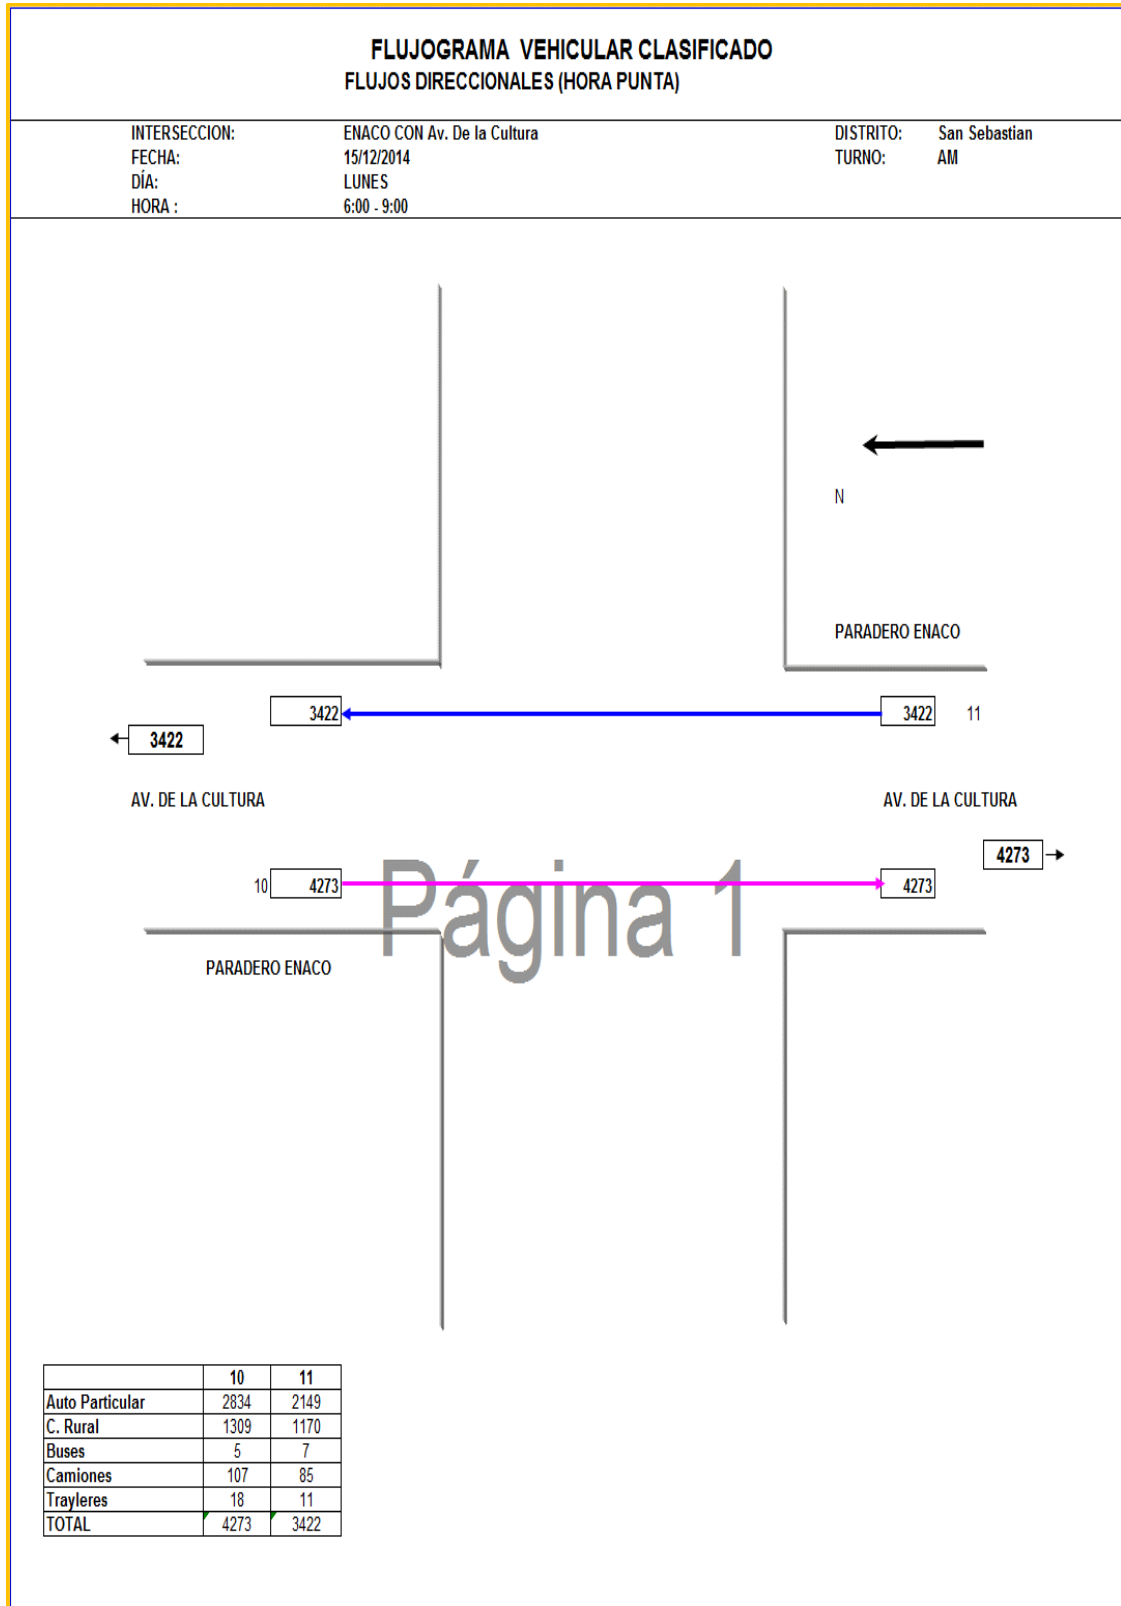 FLUJOGRAMA  VEHICULAR CLASIFICADO
FLUJOS DIRECCIONALES (HORA PUNTA)
INTERSECCION: ENACO CON Av. De la Cultura DISTRITO: San Sebastian
FECHA: 15/12/2014 TURNO: AM
DÍA: LUNES
HORA : 6:00 - 9:00
N
PARADERO ENACO
3422 3422 11
3422
AV. DE LA CULTURA AV. DE LA CULTURA
4273
10 4273 4273
Página 1
PARADERO ENACO
10 11
Auto Particular 2834 2149
C. Rural 1309 1170
Buses 5 7
Camiones 107 85
Trayleres 18 11
TOTAL 4273 3422